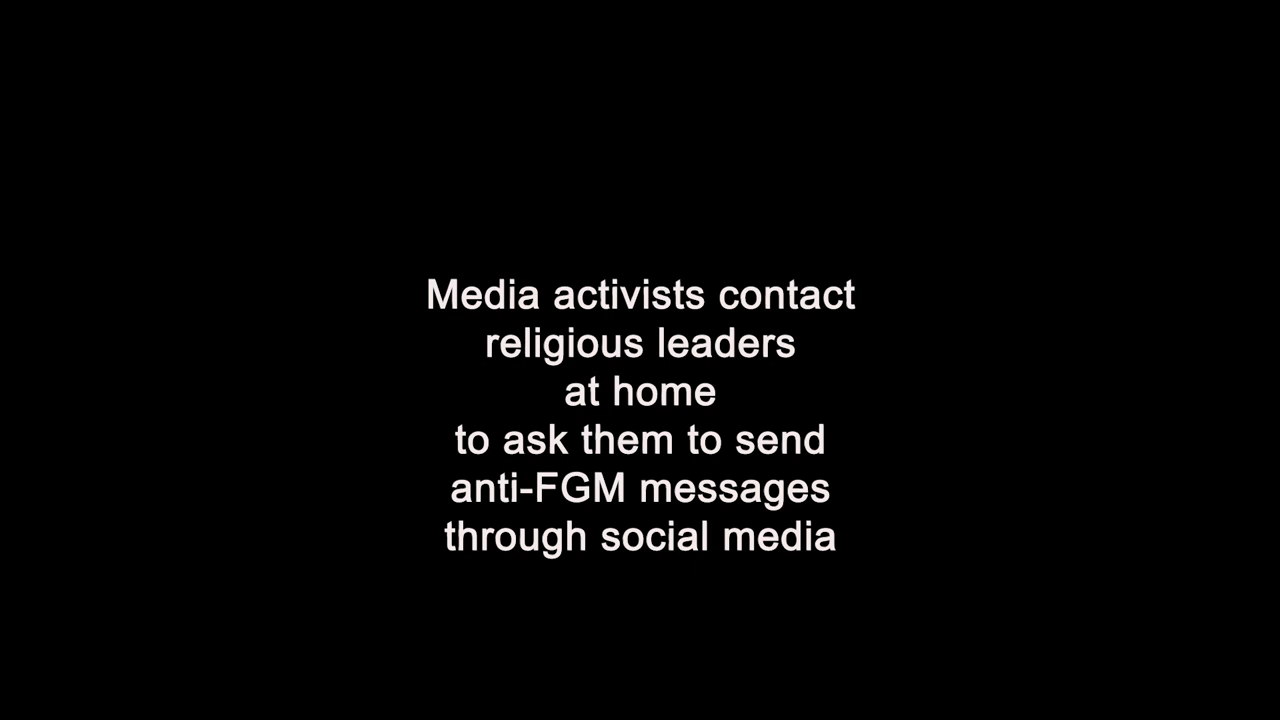 Media activists contact
religious leaders
at home
to ask them to send
anti-FGM messages
through social media